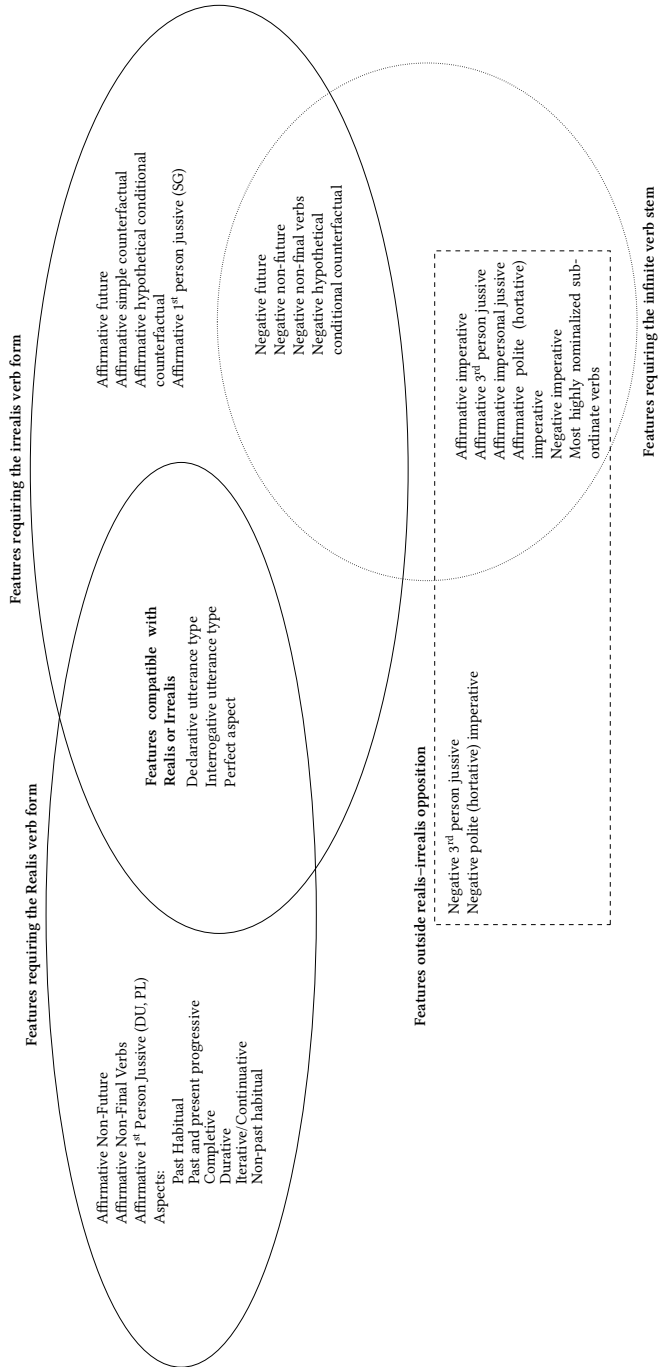 Features requiring the Realis verb form
Affirmative Non-Future
Affirmative Non-Final Verbs
Affirmative 1st Person Jussive (DU, PL)
Aspects:
Past Habitual
Past and present progressive
Completive
Durative
Iterative/Continuative
Non-past habitual
Features compatible with
Realis or Irrealis
Declarative utterance type
Interrogative utterance type
Perfect aspect
Features requiring the irrealis verb form
Affirmative future
Affirmative simple counterfactual
Affirmative hypothetical conditional
counterfactual
Affirmative 1st person jussive (SG)
Negative future
Negative non-future
Negative non-final verbs
Negative hypothetical
conditional counterfactual
Features outside realis–irrealis opposition
Negative 3rd person jussive
Negative polite (hortative) imperative
Affirmative imperative
Affirmative 3rd person jussive
Affirmative impersonal jussive
Affirmative polite (hortative)
imperative
Negative imperative
Most highly nominalized sub-
ordinate verbs
Features requiring the infinite verb stem